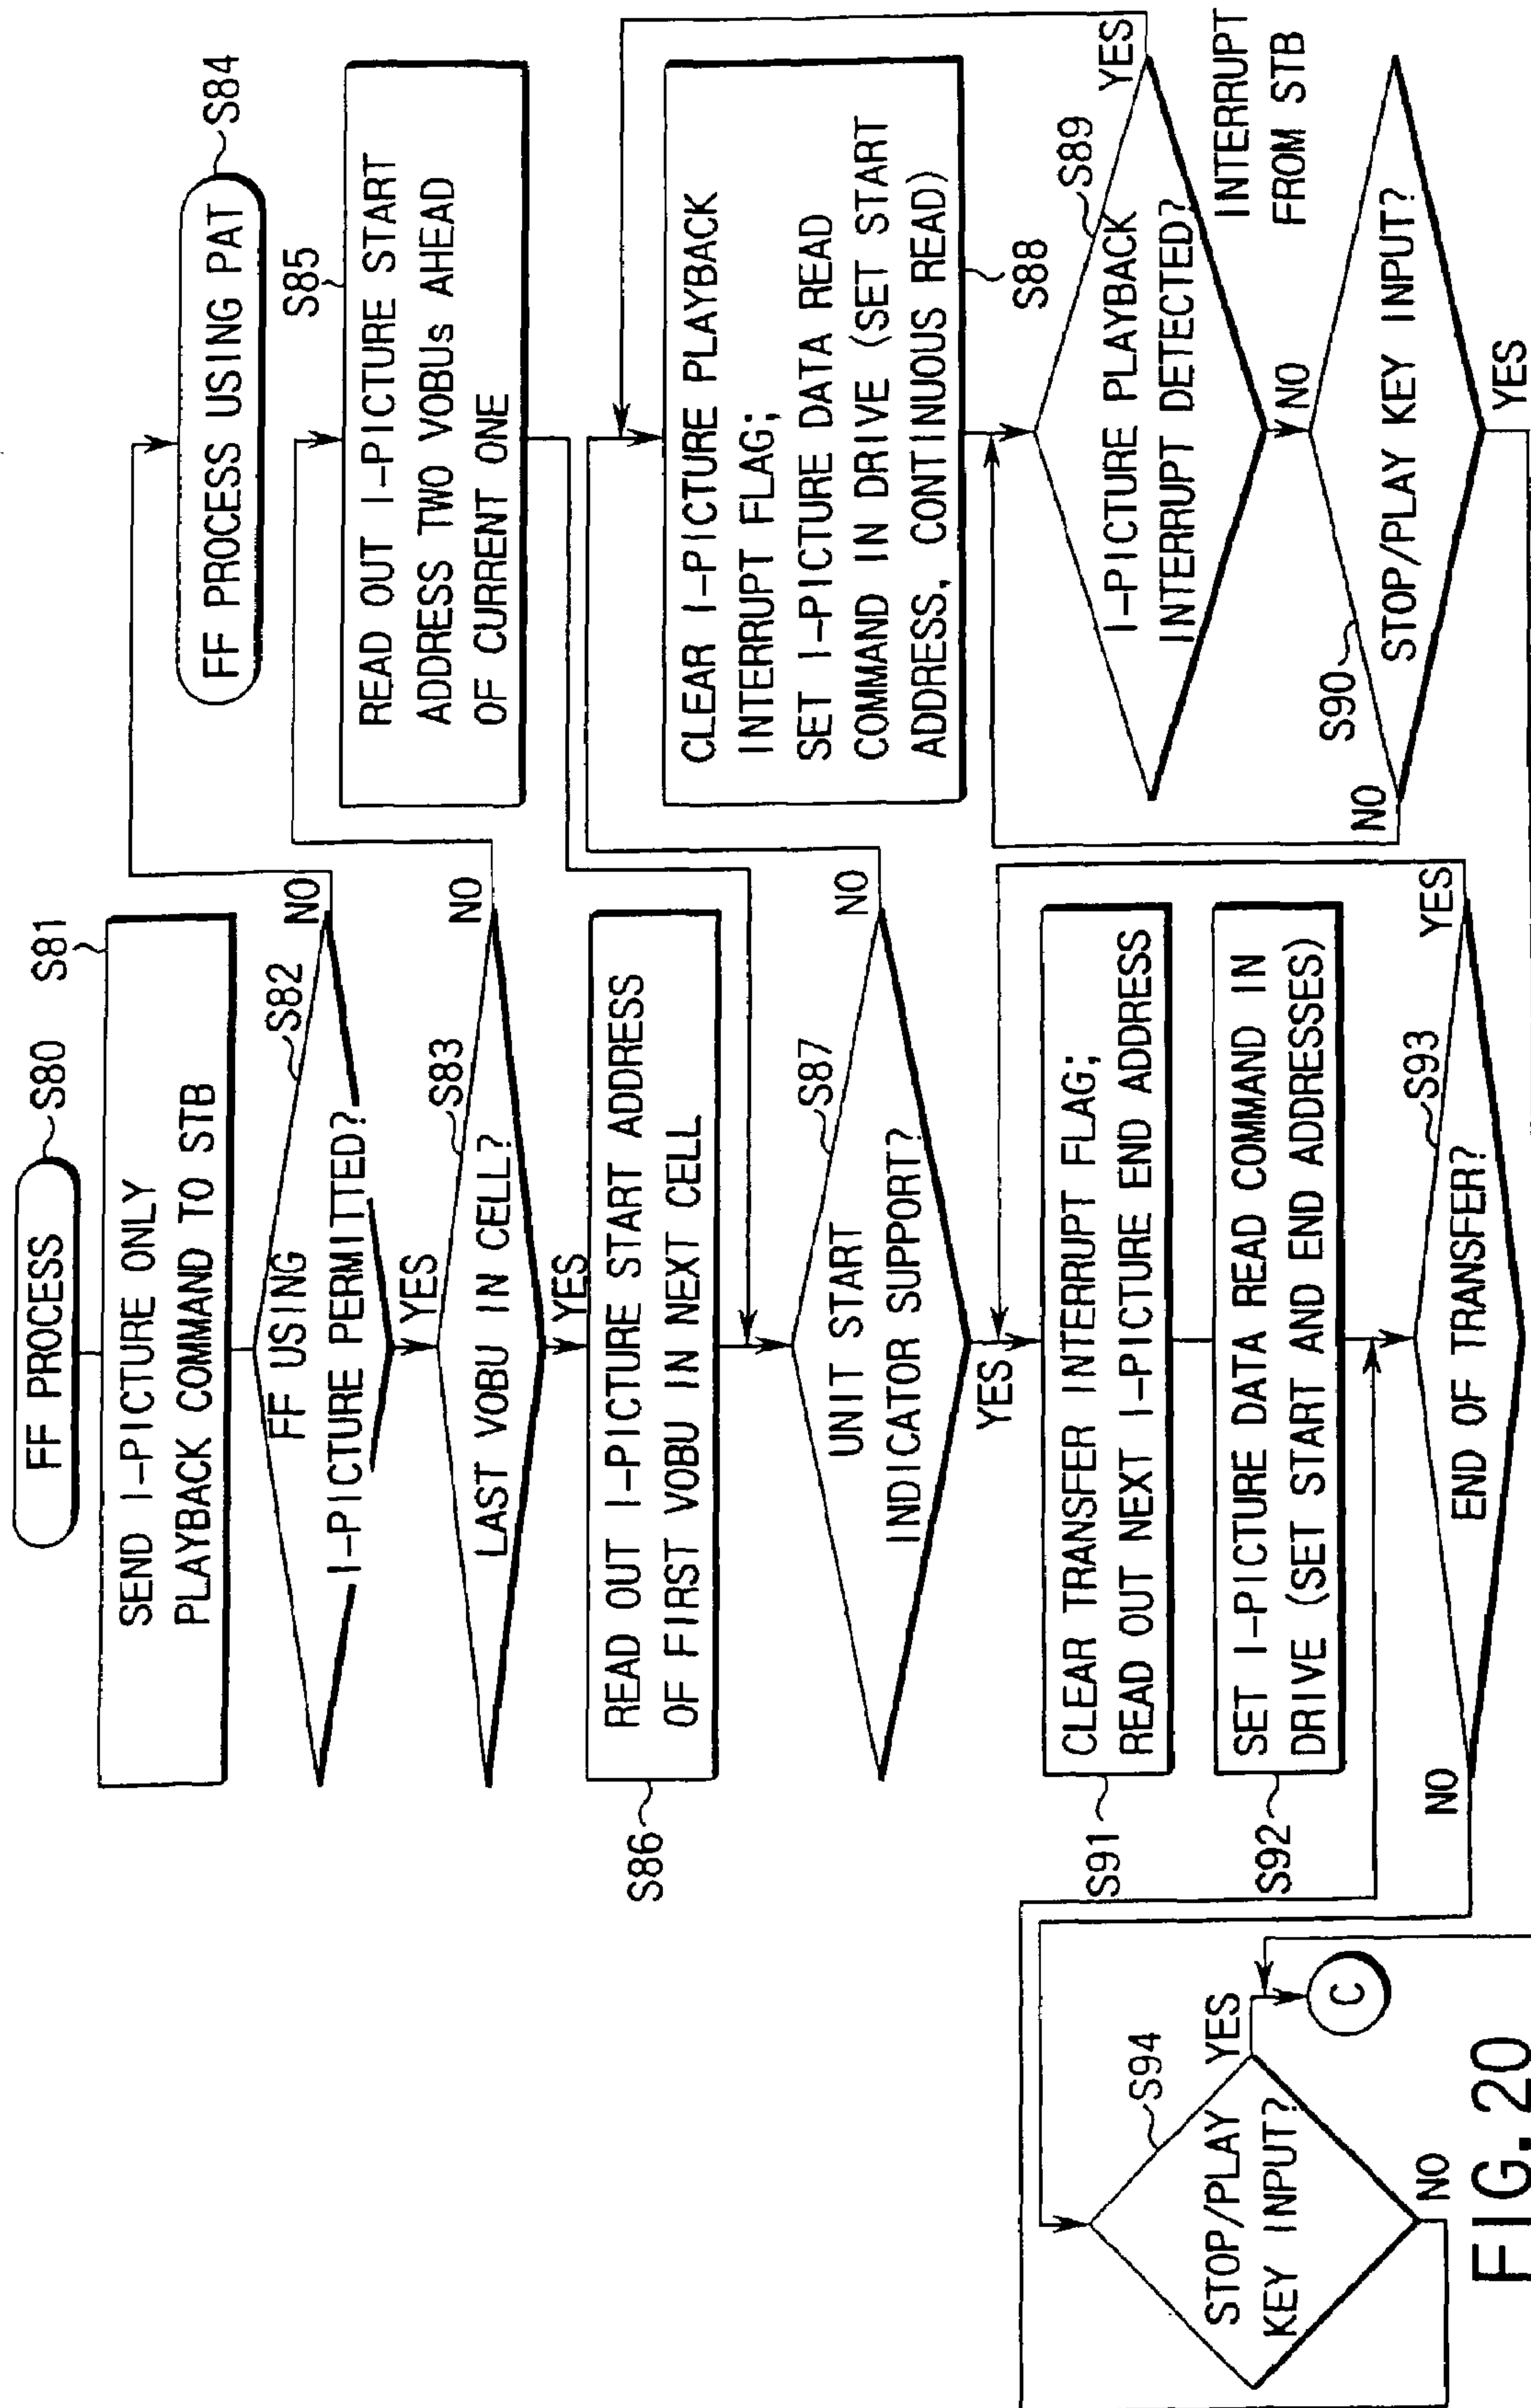 FF PROCESS
S80
SEND I-PICTURE ONLY
PLAYBACK COMMAND TO STB
S81
FF USING
I-PICTURE PERMITTED?
S82
NO
YES
FF PROCESS USING PAT
S84
LAST VOBU IN CELL?
S83
NO
YES
S85
READ OUT I-PICTURE START
ADDRESS TWO VOBUs AHEAD
OF CURRENT ONE
READ OUT I-PICTURE START ADDRESS
OF FIRST VOBU IN NEXT CELL
S86
UNIT START
INDICATOR SUPPORT?
S87
NO
YES
CLEAR I-PICTURE PLAYBACK
INTERRUPT FLAG;
SET I-PICTURE DATA READ
COMMAND IN DRIVE (SET START
ADDRESS, CONTINUOUS READ)
S88
I-PICTURE PLAYBACK
INTERRUPT DETECTED?
S89
YES
NO
INTERRUPT
FROM STB
S90
STOP/PLAY KEY INPUT?
NO
YES
CLEAR TRANSFER INTERRUPT FLAG;
READ OUT NEXT I-PICTURE END ADDRESS
S91
SET I-PICTURE DATA READ COMMAND IN
DRIVE (SET START AND END ADDRESSES)
S92
END OF TRANSFER?
S93
YES
NO
STOP/PLAY
KEY INPUT?
S94
YES
NO
C
FIG. 20